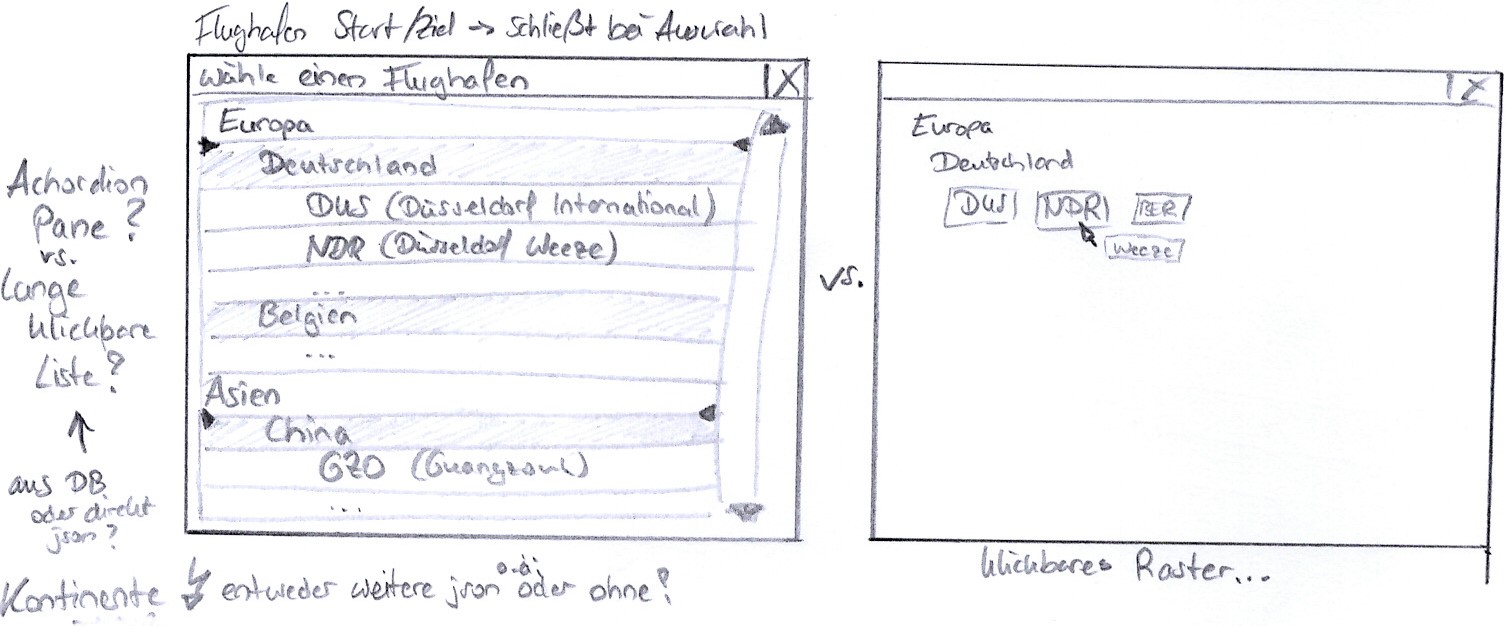 Flughafen Start/Ziel → schließt bei Auswahl
Wähle einen Flughafen
X
Europa
Deutschland
DUS (Düsseldorf International)
NDR (Düsseldorf Weeze)
...
Belgien
...
Asien
China
GZO (Guangzouh)
...
Achordion
Pane?
vs.
Lange
klickbare
Liste?
↑
aus DB
oder direkt
json?
Kontinente ↯ entweder weitere json o.ä. oder ohne?
vs.
X
Europa
Deutschland
DUS NDR BER
Weeze
klickbares Raster...